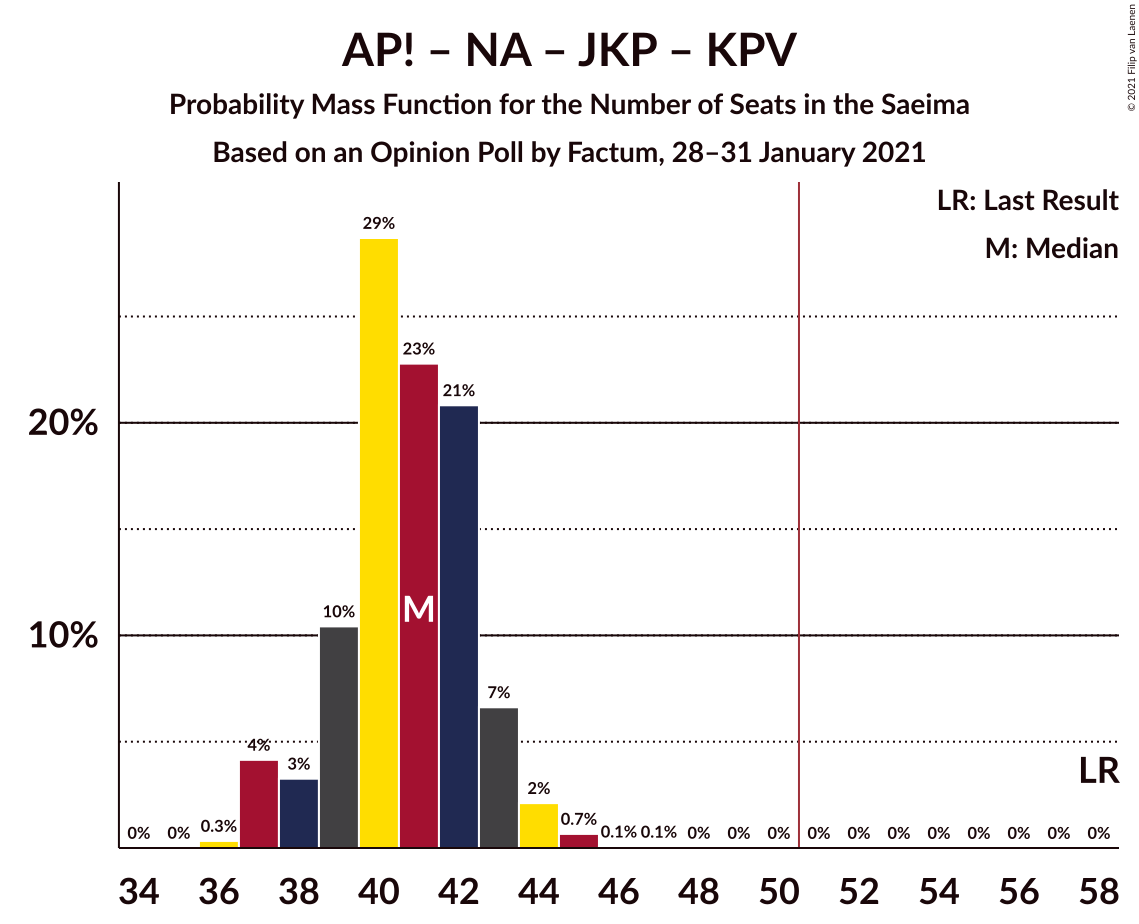 AP! – NA – JKP – KPV
Probability Mass Function for the Number of Seats in the Saeima
Based on an Opinion Poll by Factum, 28–31 January 2021
© 2021 Filip van Laenen
LR: Last Result
M: Median
29%
23%
21%
20%
10%
M
10%
7%
4%
3%
2%
LR
0% 0% 0.3% 0.7% 0.1% 0.1% 0% 0% 0% 0% 0% 0% 0% 0% 0% 0% 0%
34 36 38 40 42 44 46 48 50 52 54 56 58